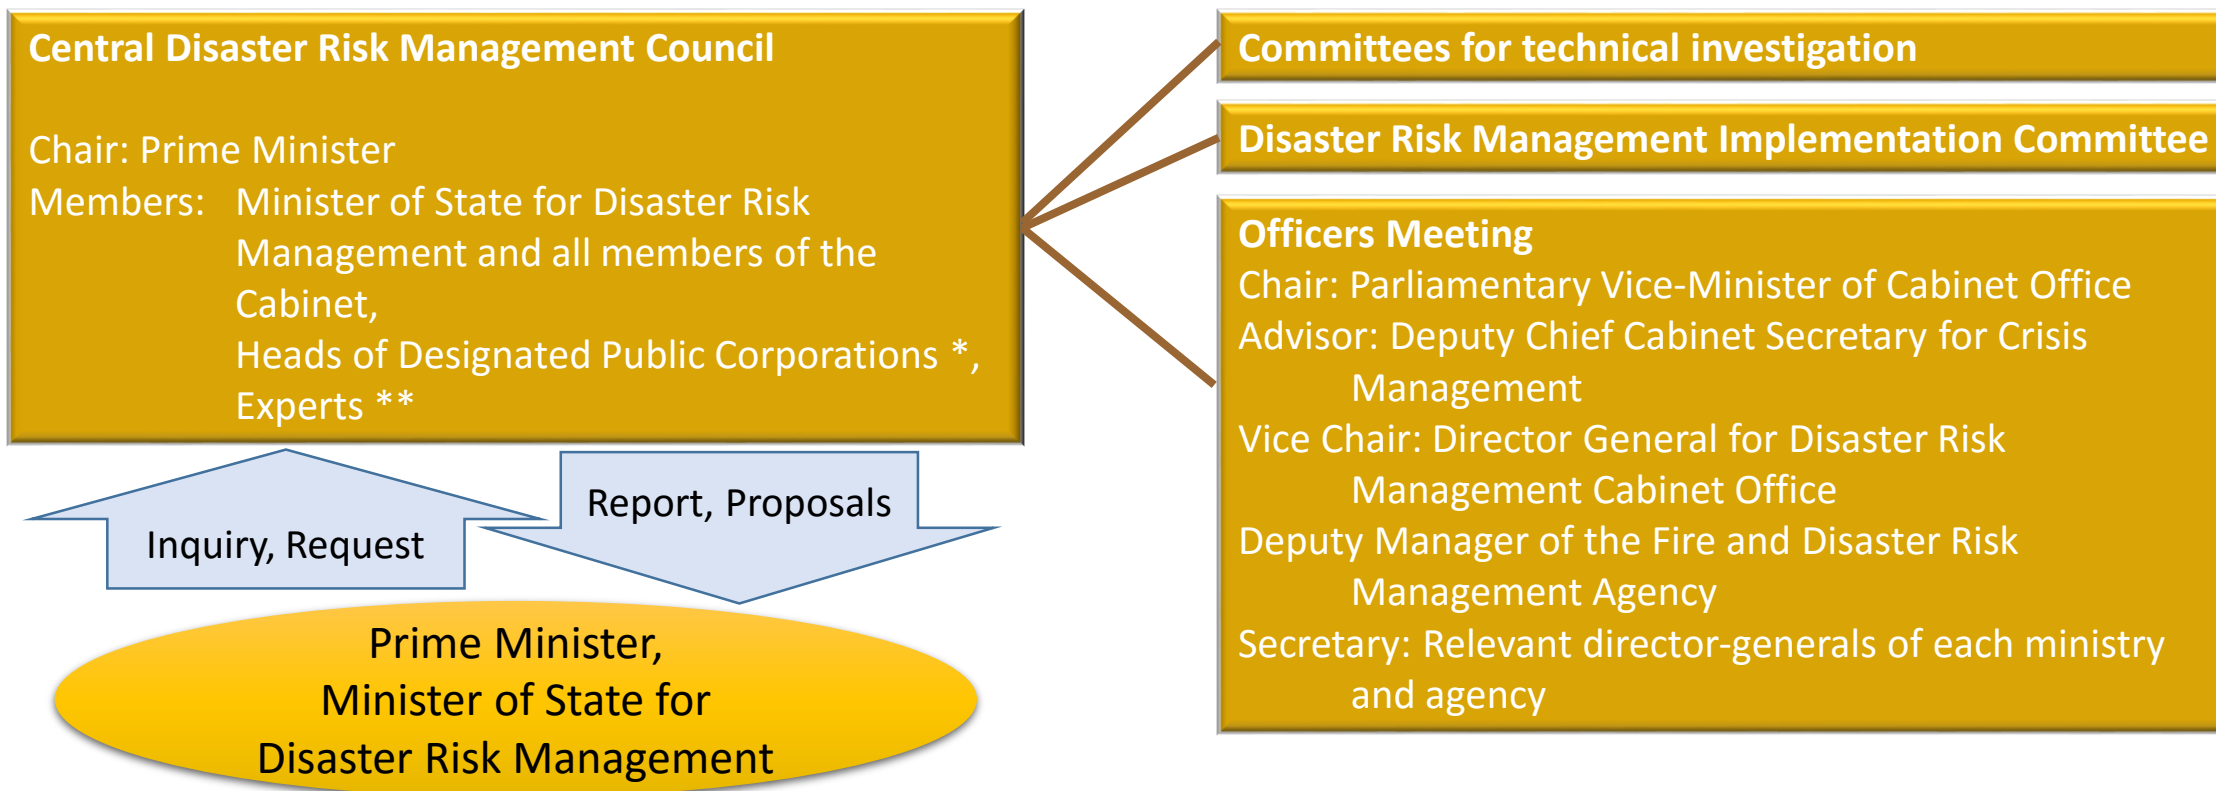 Central Disaster Risk Management Council
Chair: Prime Minister
Members: Minister of State for Disaster Risk
Management and all members of the
Cabinet,
Heads of Designated Public Corporations *,
Experts **
Inquiry, Request
Report, Proposals
Prime Minister,
Minister of State for
Disaster Risk Management
Committees for technical investigation
Disaster Risk Management Implementation Committee
Officers Meeting
Chair: Parliamentary Vice-Minister of Cabinet Office
Advisor: Deputy Chief Cabinet Secretary for Crisis
Management
Vice Chair: Director General for Disaster Risk
Management Cabinet Office
Deputy Manager of the Fire and Disaster Risk
Management Agency
Secretary: Relevant director-generals of each ministry
and agency